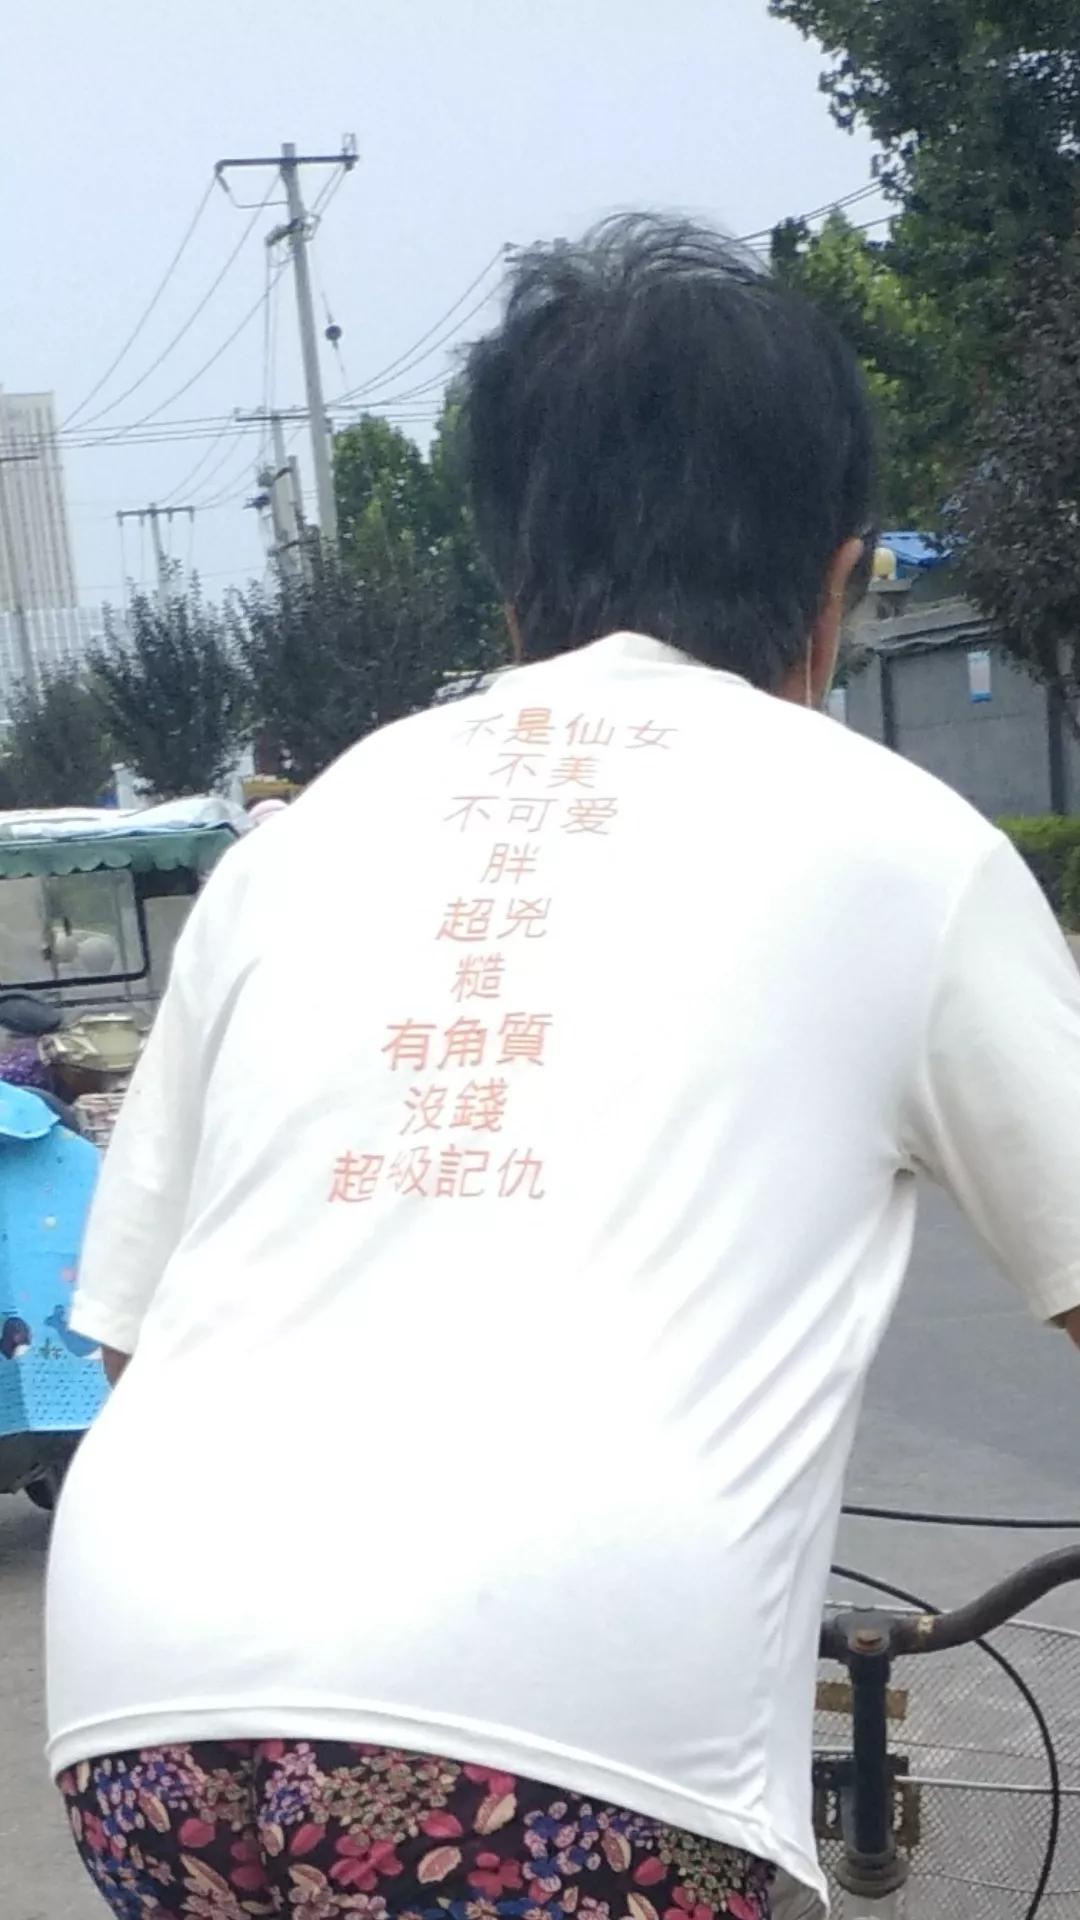 不是仙女
不美
不可爱
胖
超兇
糙
有角質
沒錢
超级記仇